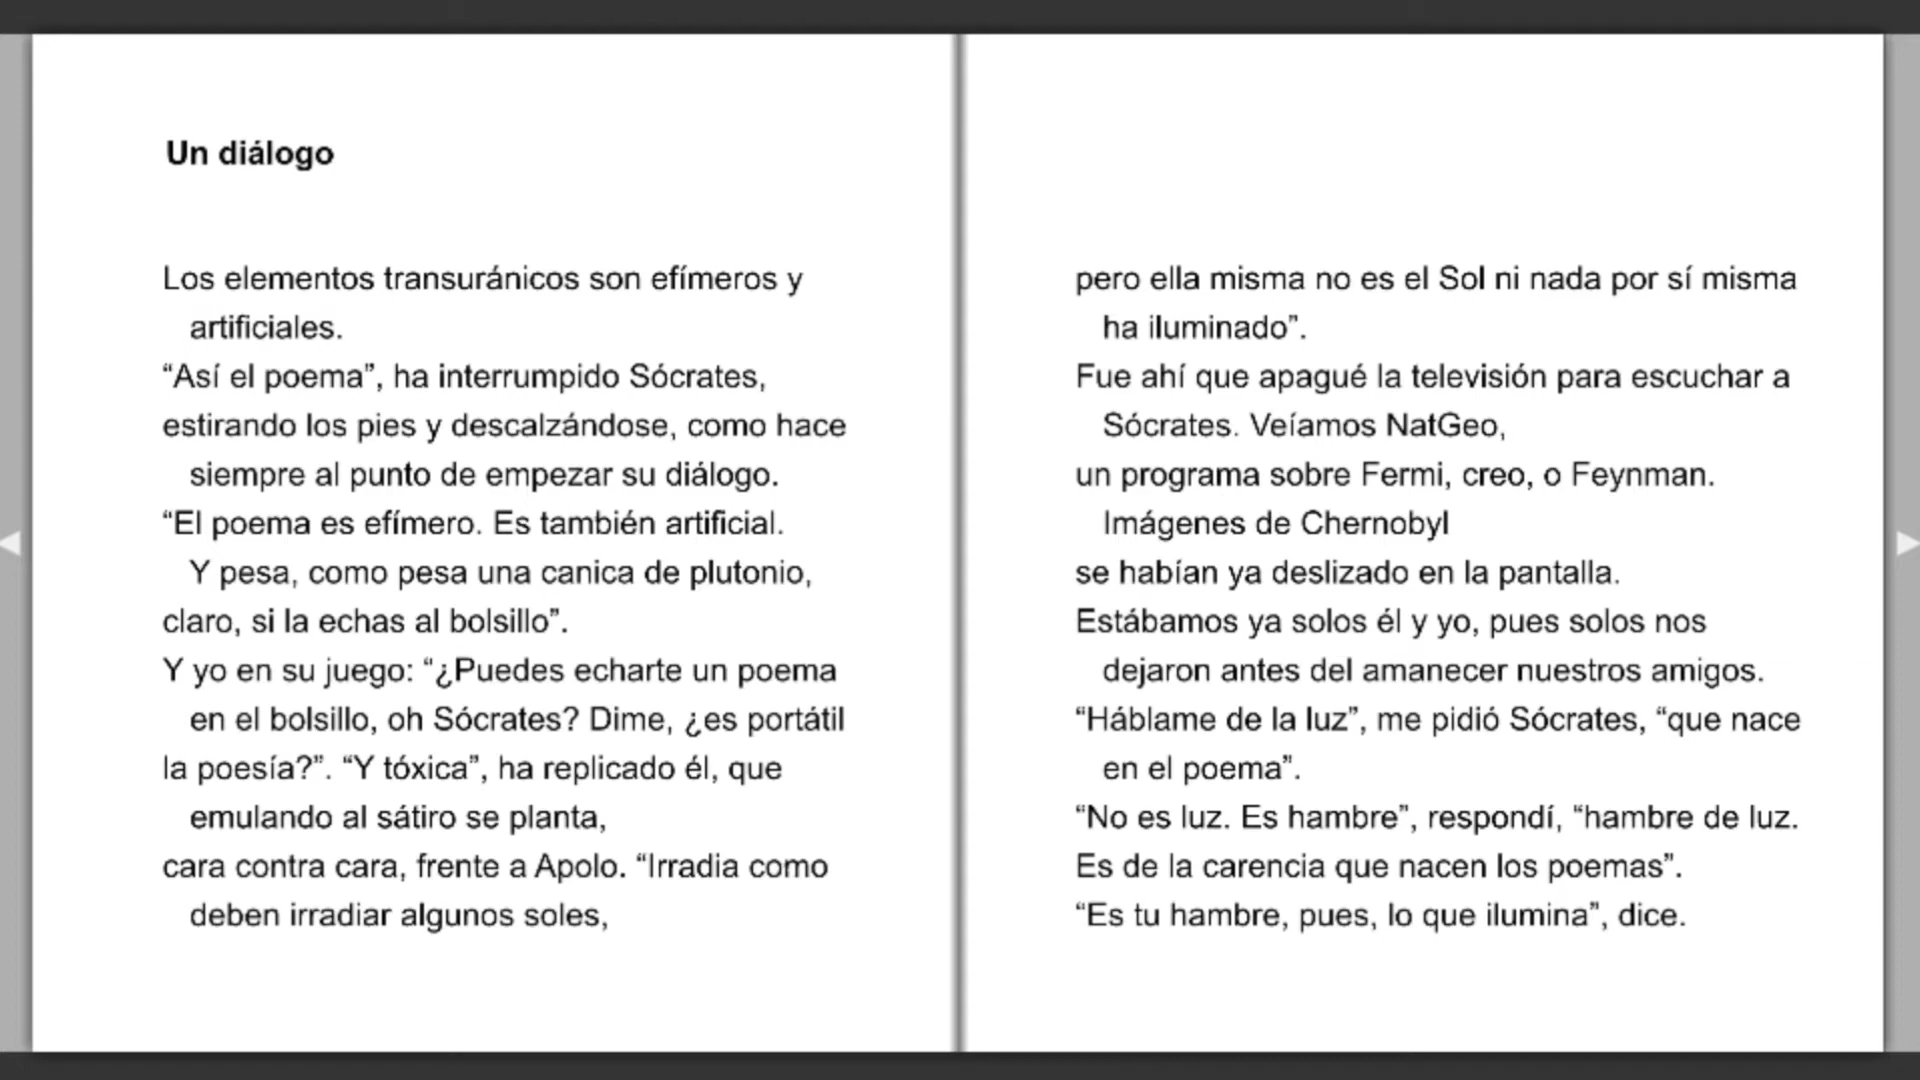 Un diálogo
Los elementos transuránicos son efímeros y
artificiales.
“Así el poema”, ha interrumpido Sócrates,
estirando los pies y descalzándose, como hace
siempre al punto de empezar su diálogo.
“El poema es efímero. Es también artificial.
Y pesa, como pesa una canica de plutonio,
claro, si la echas al bolsillo”.
Y yo en su juego: “¿Puedes echarte un poema
en el bolsillo, oh Sócrates? Dime, ¿es portátil
la poesía?”. “Y tóxica”, ha replicado él, que
emulando al sátiro se planta,
cara contra cara, frente a Apolo. “Irradia como
deben irradiar algunos soles,
pero ella misma no es el Sol ni nada por sí misma
ha iluminado”.
Fue ahí que apagué la televisión para escuchar a
Sócrates. Veíamos NatGeo,
un programa sobre Fermi, creo, o Feynman.
Imágenes de Chernobyl
se habían ya deslizado en la pantalla.
Estábamos ya solos él y yo, pues solos nos
dejaron antes del amanecer nuestros amigos.
“Háblame de la luz”, me pidió Sócrates, “que nace
en el poema”.
“No es luz. Es hambre”, respondí, “hambre de luz.
Es de la carencia que nacen los poemas”.
“Es tu hambre, pues, lo que ilumina”, dice.